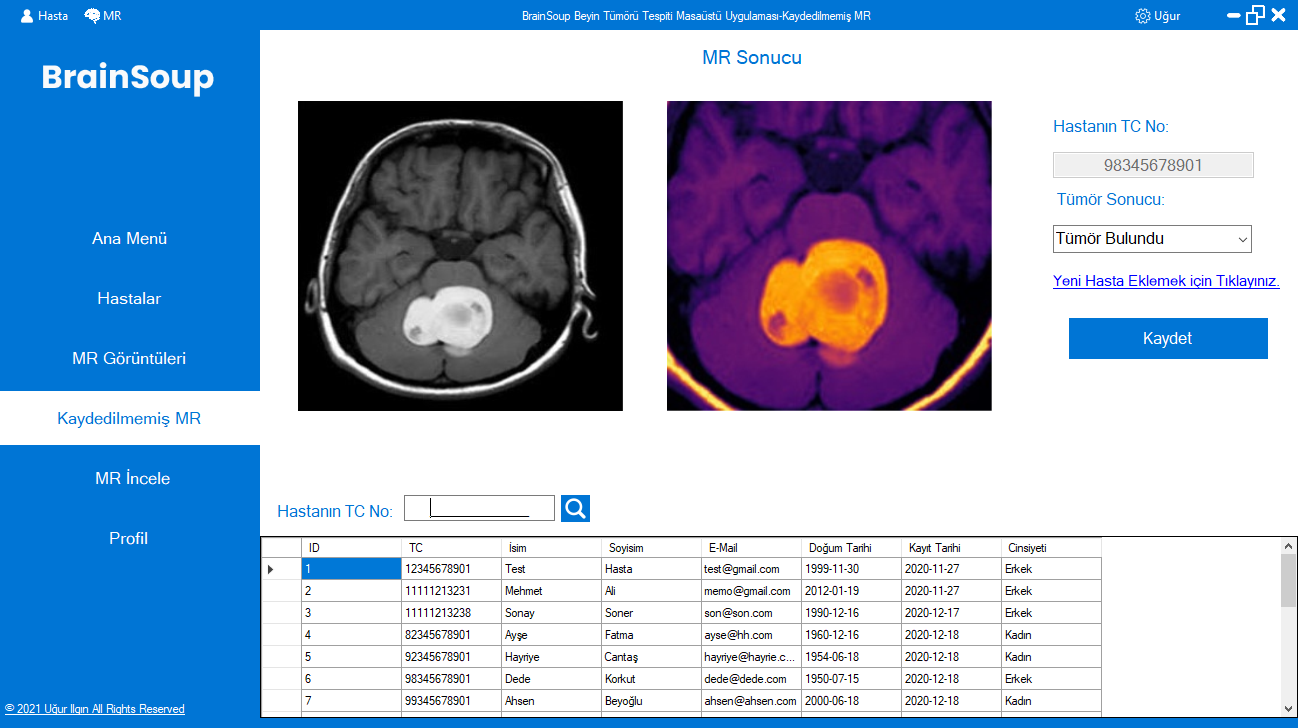 Hasta MR BrainSoup Beyin Tümörü Tespiti Masaüstü Uygulaması-Kaydedilmemiş MR Uğur
BrainSoup
Ana Menü
Hastalar
MR Görüntüleri
Kaydedilmemiş MR
MR İncele
Profil
© 2021 Uğur Ilgın All Rights Reserved
MR Sonucu
Hastanın TC No:
98345678901
Tümör Sonucu:
Tümör Bulundu
Yeni Hasta Eklemek için Tıklayınız.
Kaydet
Hastanın TC No:
ID TC İsim Soyisim E-Mail Doğum Tarihi Kayıt Tarihi Cinsiyeti
1 12345678901 Test Hasta test@gmail.com 1999-11-30 2020-11-27 Erkek
2 11111213231 Mehmet Ali memo@gmail.com 2012-01-19 2020-11-27 Erkek
3 11111213238 Sonay Soner son@son.com 1990-12-16 2020-12-17 Erkek
4 82345678901 Ayşe Fatma ayse@hh.com 1960-12-16 2020-12-18 Kadın
5 92345678901 Hayriye Cantaş hayriye@hayrie.c... 1954-06-18 2020-12-18 Kadın
6 98345678901 Dede Korkut dede@dede.com 1950-07-15 2020-12-18 Erkek
7 99345678901 Ahsen Beyoğlu ahsen@ahsen.com 2000-06-18 2020-12-18 Kadın